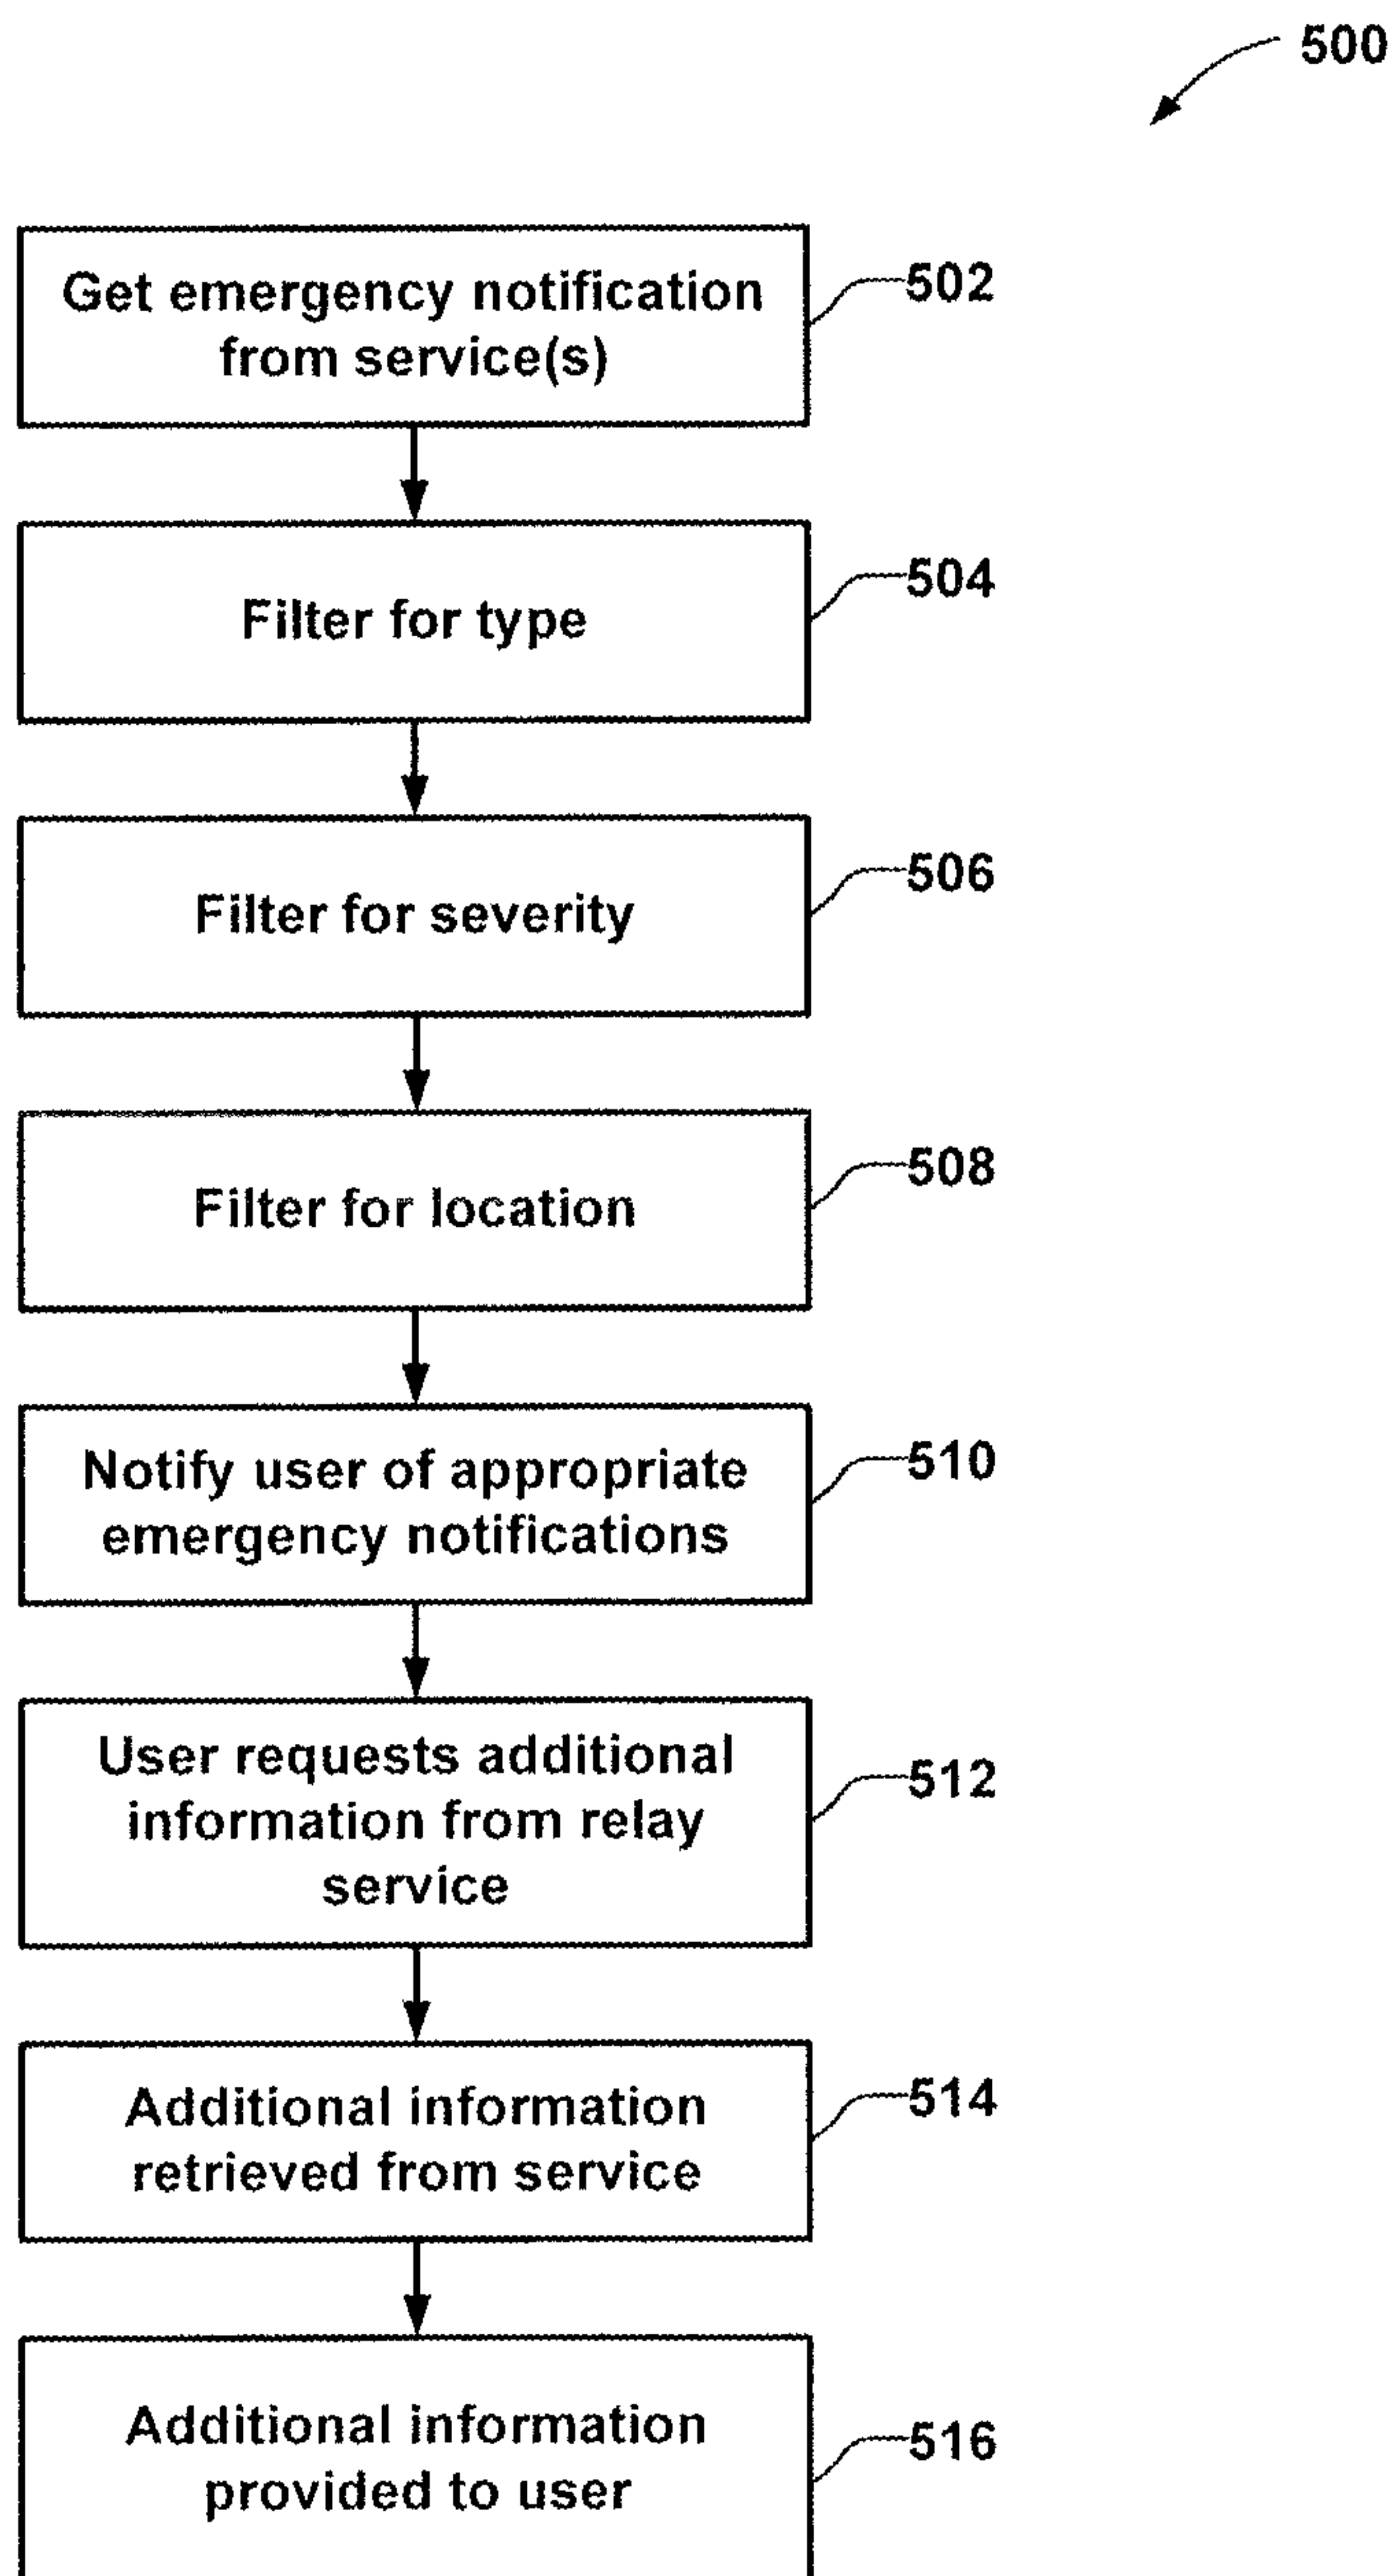 500
Get emergency notification
from service(s)
502
Filter for type
504
Filter for severity
506
Filter for location
508
Notify user of appropriate
emergency notifications
510
User requests additional
information from relay
service
512
Additional information
retrieved from service
514
Additional information
provided to user
516